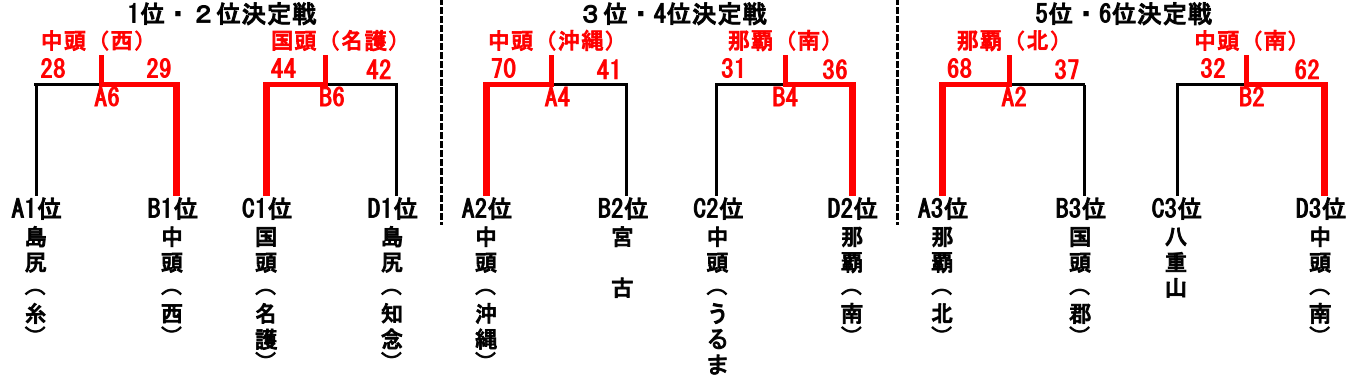 1位・２位決定戦
３位・4位決定戦
5位・6位決定戦
中頭（西）
国頭（名護）
中頭（沖縄）
那覇（南）
那覇（北）
中頭（南）
28
29
44
42
70
41
31
36
68
37
32
62
A6
B6
A4
B4
A2
B2
A1位
B1位
C1位
D1位
A2位
B2位
C2位
D2位
A3位
B3位
C3位
D3位
島尻（糸）
中頭（西）
国頭（名護）
島尻（知念）
中頭（沖縄）
宮　古
中頭（うるま
那覇（南）
那覇（北）
国頭（郡）
八重山
中頭（南）